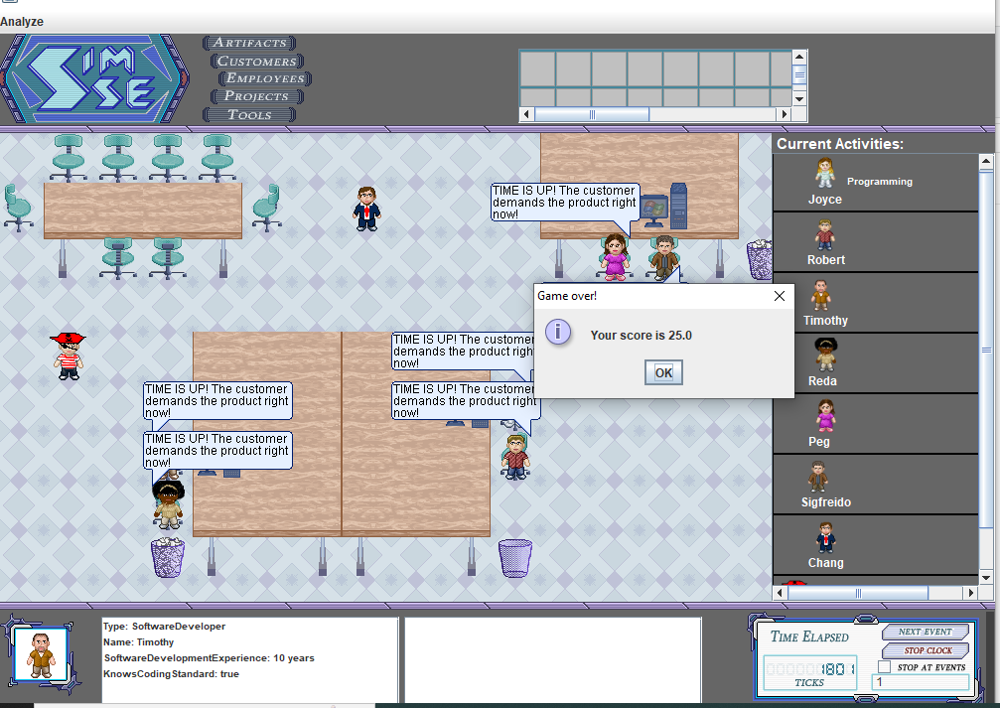 Analyze
SIMSE
ARTIFACTS
CUSTOMERS
EMPLOYEES
PROJECTS
TOOLS
Current Activities:
Programming
Joyce
Robert
Timothy
Reda
Peg
Sigfreido
Chang
TIME IS UP! The customer
demands the product right
now!
Game over!
Your score is 25.0
OK
TIME IS UP! The customer
demands the product right
now!
TIME IS UP! The customer
demands the product right
now!
TIME IS UP! The customer
demands the product right
now!
TIME IS UP! The customer
demands the product right
now!
Type: SoftwareDeveloper
Name: Timothy
SoftwareDevelopmentExperience: 10 years
KnowsCodingStandard: true
TIME ELAPSED
1801
TICKS
NEXT EVENT
STOP CLOCK
STOP AT EVENTS
1